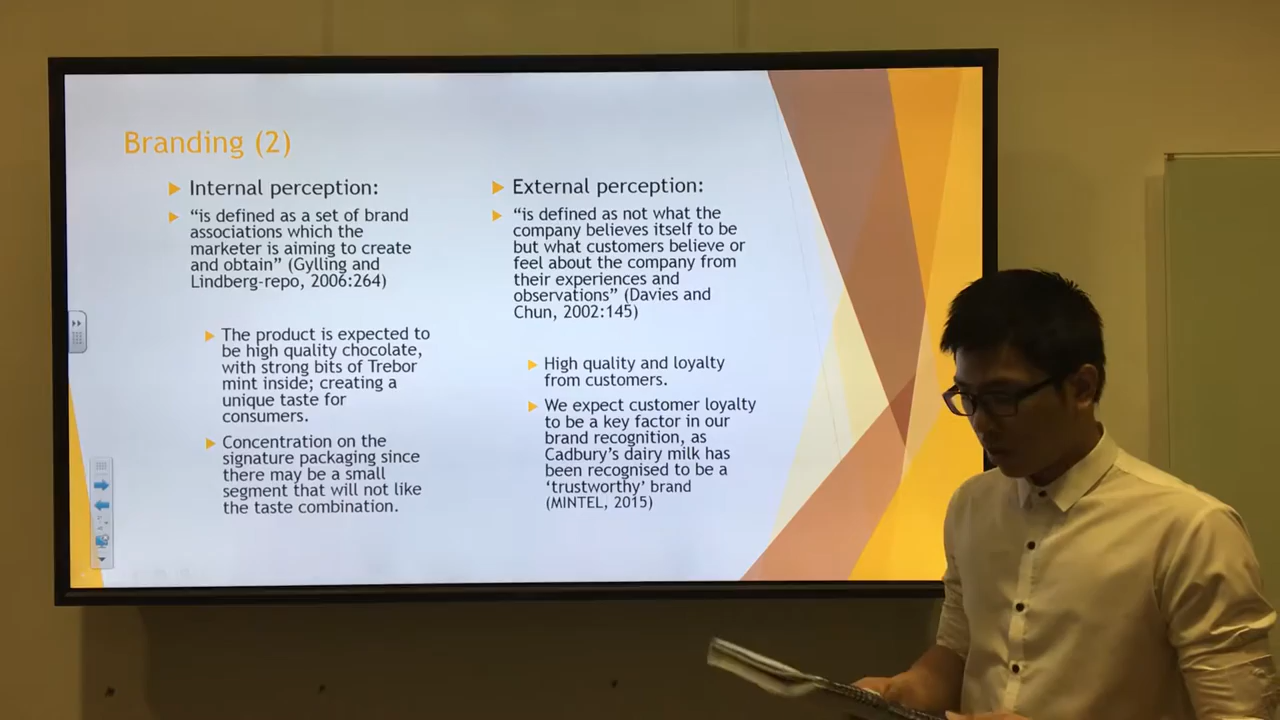 Branding (2)
Internal perception:
“is defined as a set of brand
associations which the
marketer is aiming to create
and obtain” (Gylling and
Lindberg-repo, 2006:264)
The product is expected to
be high quality chocolate,
with strong bits of Trebor
mint inside; creating a
unique taste for
consumers.
Concentration on the
signature packaging since
there may be a small
segment that will not like
the taste combination.
External perception:
“is defined as not what the
company believes itself to be
but what customers believe or
feel about the company from
their experiences and
observations” (Davies and
Chun, 2002:145)
High quality and loyalty
from customers.
We expect customer loyalty
to be a key factor in our
brand recognition, as
Cadbury’s dairy milk has
been recognised to be a
‘trustworthy’ brand
(MINTEL, 2015)